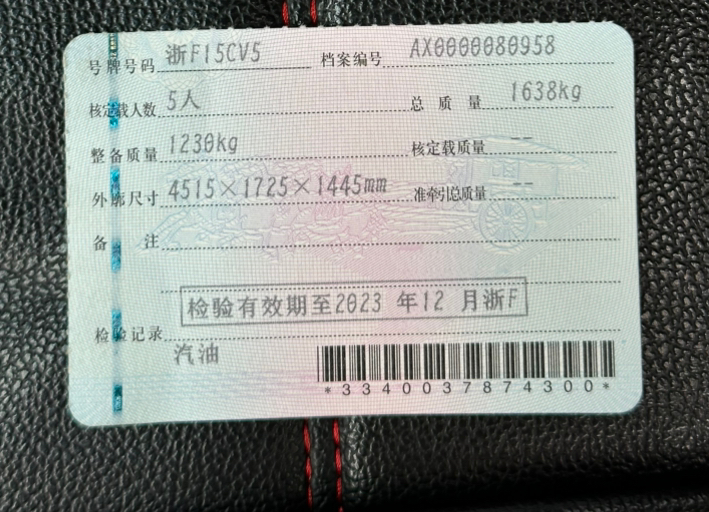 号牌号码 浙F15CV5 档案编号 AX0000080958
核定载人数 5人 总质量 1638kg
整备质量 1230kg 核定载质量 --
外廓尺寸 4515×1725×1445mm 准牵引总质量 --
备注
检验有效期至2023 年12 月浙F
检验记录
汽油
*3340037874300*